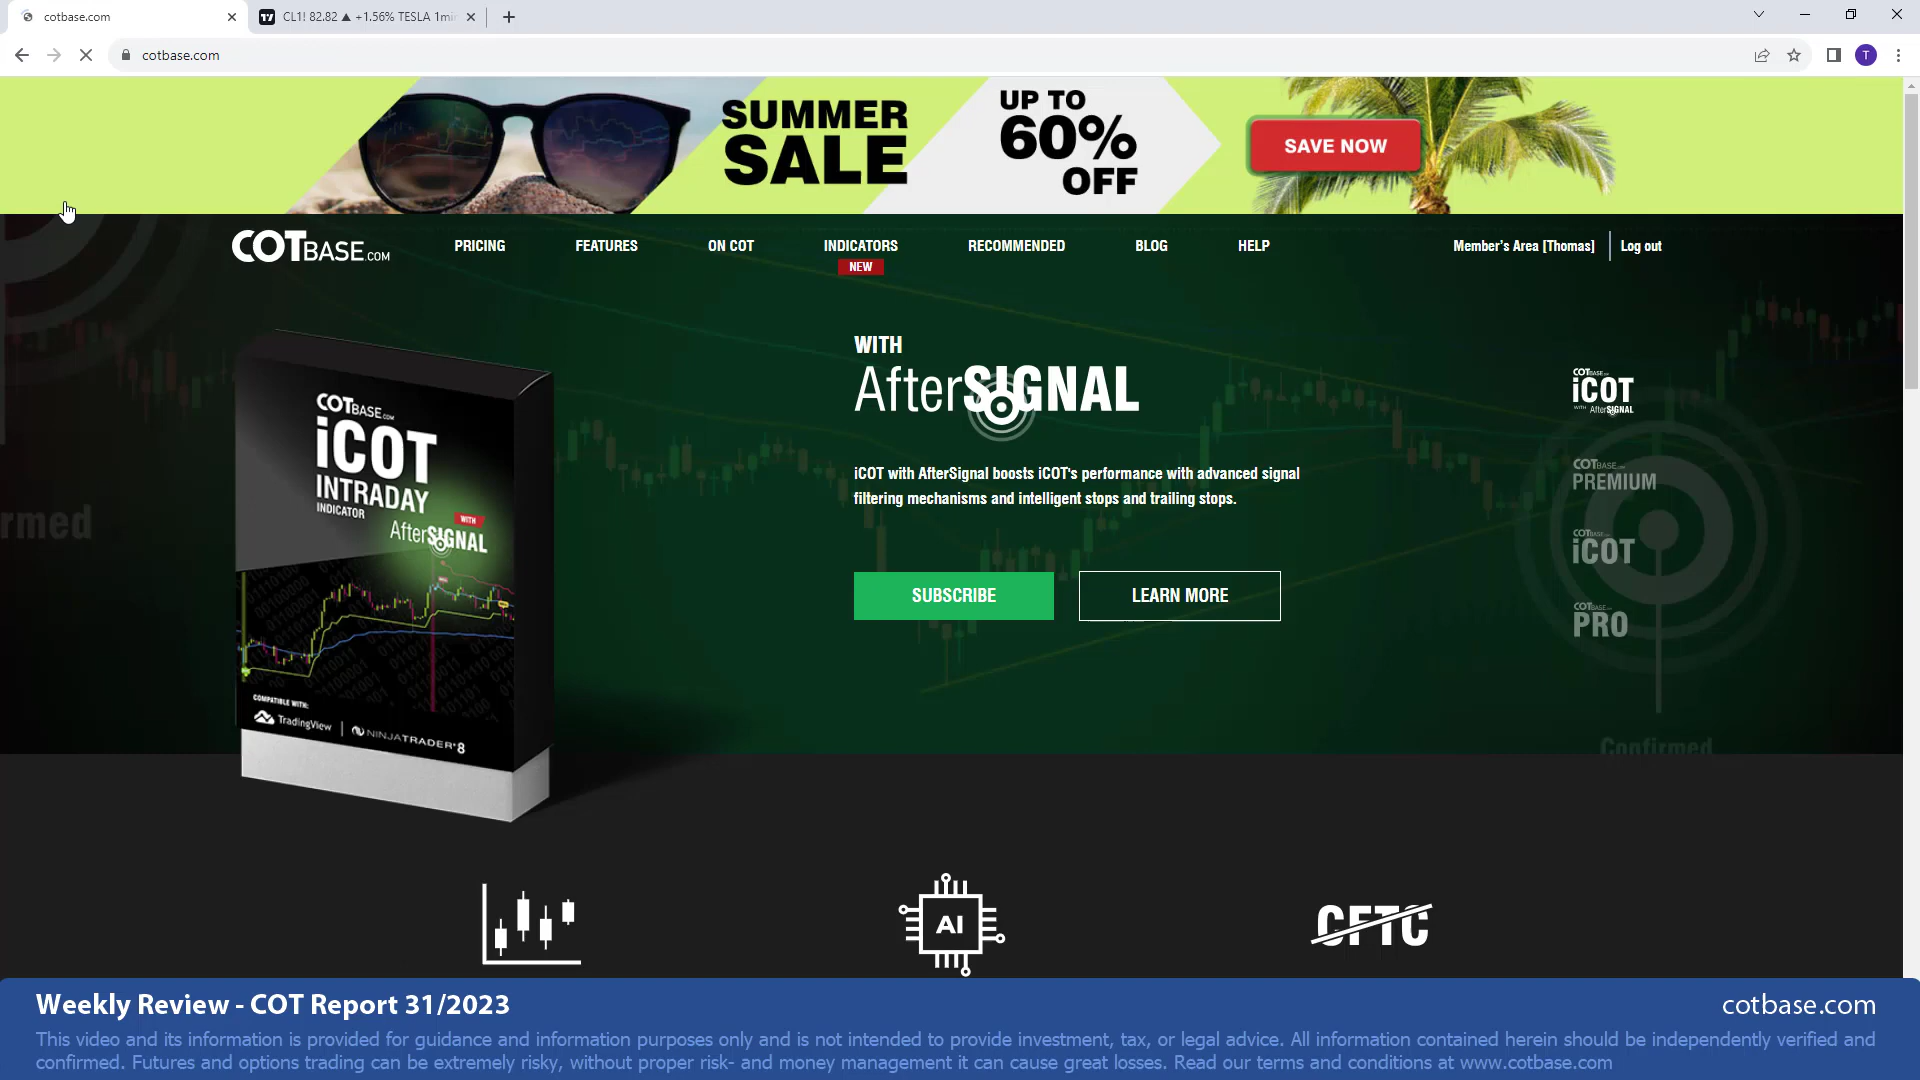 cotbase.com
CL1! 82.82 ▲ +1.56% TESLA 1mi
cotbase.com
T
SUMMER
SALE
UP TO
60%
OFF
SAVE NOW
COTBASE.COM
PRICING
FEATURES
ON COT
INDICATORS
NEW
RECOMMENDED
BLOG
HELP
Member's Area [Thomas]
Log out
WITH
AfterSIGNAL
iCOT with AfterSignal boosts iCOT's performance with advanced signal
filtering mechanisms and intelligent stops and trailing stops.
SUBSCRIBE
LEARN MORE
COTBASE.COM
iCOT
INTRADAY
INDICATOR
WITH
AfterSIGNAL
COMPATIBLE WITH:
TradingView
NINJATRADER 8
COTBASE
iCOT
WITH AfterSIGNAL
COTBASE
PREMIUM
COTBASE
iCOT
COTBASE
PRO
rmed
Confirmed
AI
CFTC
Weekly Review - COT Report 31/2023
cotbase.com
This video and its information is provided for guidance and information purposes only and is not intended to provide investment, tax, or legal advice. All information contained herein should be independently verified and
confirmed. Futures and options trading can be extremely risky, without proper risk- and money management it can cause great losses. Read our terms and conditions at www.cotbase.com